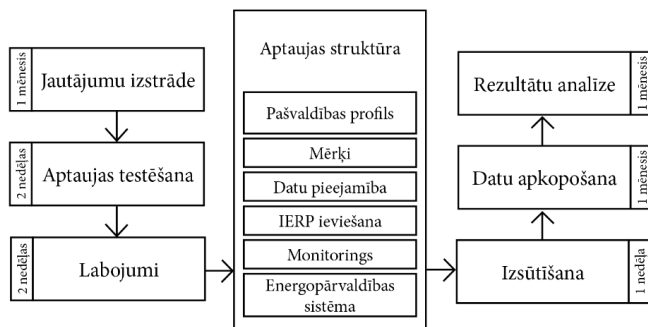 1 mēnesis
Jautājumu izstrāde
2 nedēļas
Aptaujas testēšana
2 nedēļas
Labojumi
Aptaujas struktūra
Pašvaldības profils
Mērķi
Datu pieejamība
IERP ieviešana
Monitorings
Energopārvaldības
sistēma
Rezultātu analīze
1 mēnesis
Datu apkopošana
1 mēnesis
Izsūtīšana
1 nedēļa